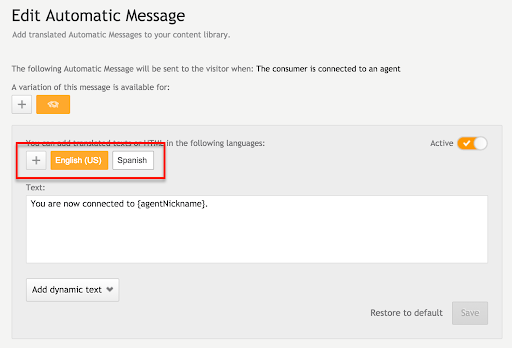 Edit Automatic Message
Add translated Automatic Messages to your content library.
The following Automatic Message will be sent to the visitor when: The consumer is connected to an agent
A variation of this message is available for:
+
You can add translated texts or HTML in the following languages:
Active
+ English (US) Spanish
Text:
You are now connected to {agentNickname}.
Add dynamic text
Restore to default Save